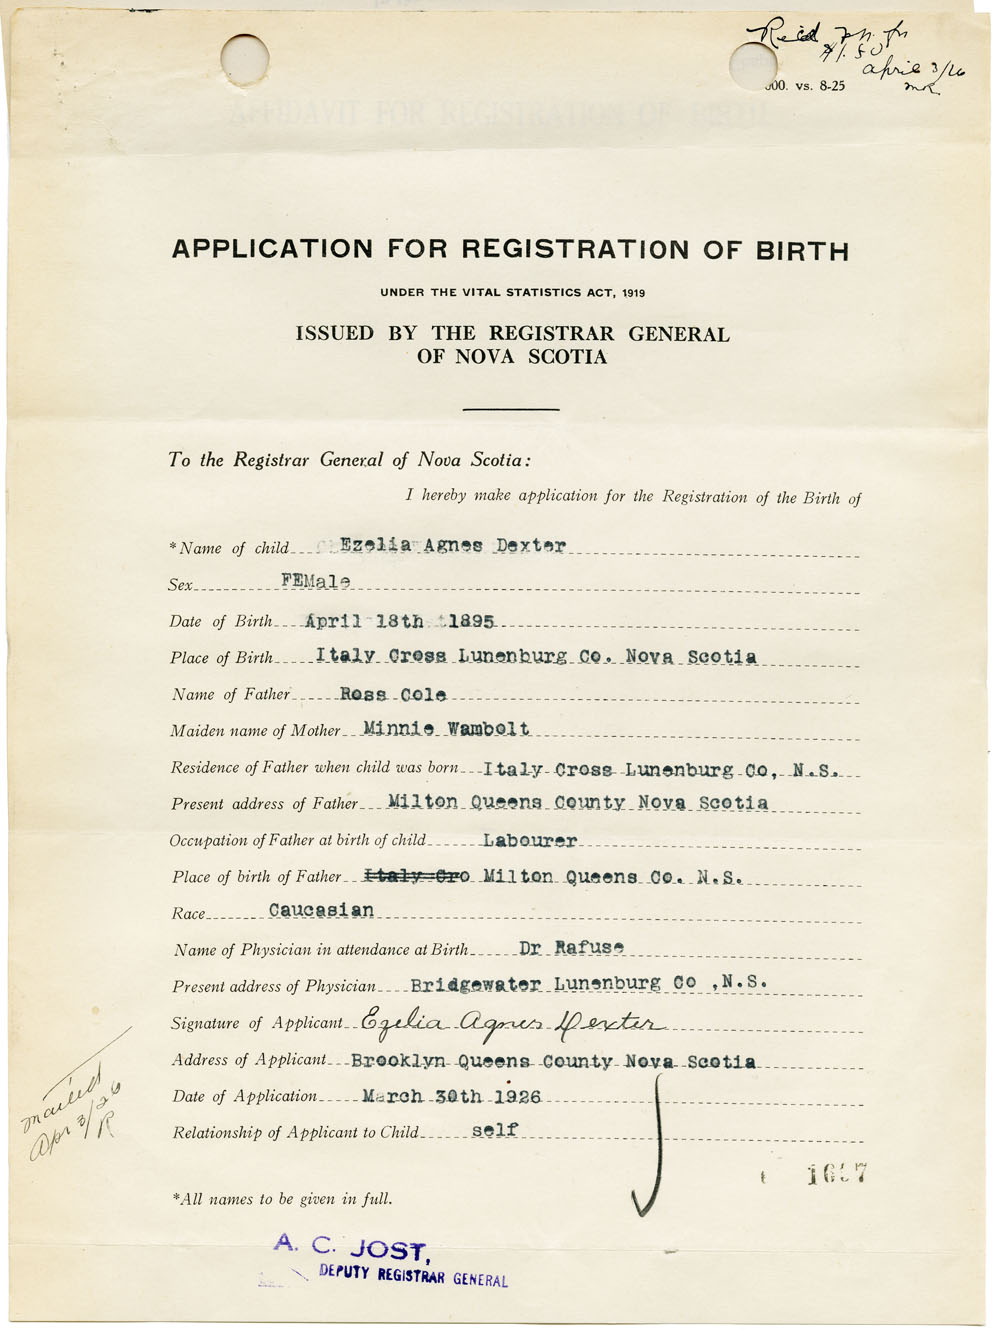 Rec'd m. for
$1.50
april 3/26
000. vs. 8-25
MR
AFFIDAVIT FOR REGISTRATION OF BIRTH
APPLICATION FOR REGISTRATION OF BIRTH
UNDER THE VITAL STATISTICS ACT, 1919
ISSUED BY THE REGISTRAR GENERAL
OF NOVA SCOTIA
To the Registrar General of Nova Scotia:
I hereby make application for the Registration of the Birth of
*Name of child Ezelia Agnes Dexter
Sex FEMale
Date of Birth April 18th 1895
Place of Birth Italy Cross Lunenburg Co. Nova Scotia
Name of Father Ross Cole
Maiden name of Mother Minnie Wambolt
Residence of Father when child was born Italy Cross Lunenburg Co, N.S.
Present address of Father Milton Queens County Nova Scotia
Occupation of Father at birth of child Labourer
Place of birth of Father Italy Cro Milton Queens Co. N.S.
Race Caucasian
Name of Physician in attendance at Birth Dr Rafuse
Present address of Physician Bridgewater Lunenburg Co ,N.S.
Signature of Applicant Ezelia Agnes Dexter
Address of Applicant Brooklyn Queens County Nova Scotia
Date of Application March 30th 1926
Relationship of Applicant to Child self
mailed
Apr 3/26
R
*All names to be given in full.
A. C. JOST,
DEPUTY REGISTRAR GENERAL